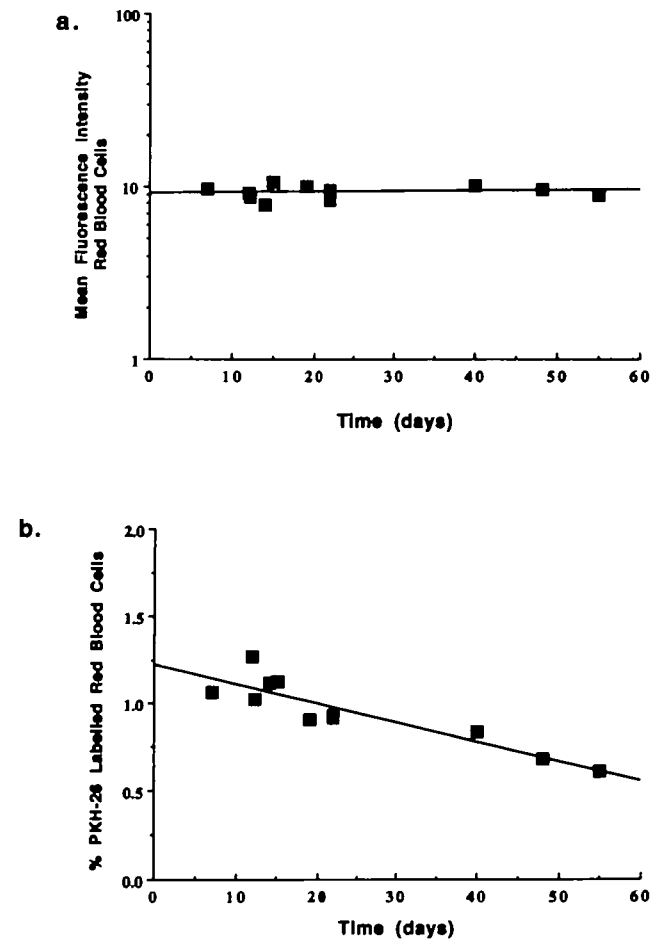 a.
100
10
1
Mean Fluorescence Intensity
Red Blood Cells
0 10 20 30 40 50 60
Time (days)
b.
2.0
1.5
1.0
0.5
0.0
% PKH-26 Labelled Red Blood Cells
0 10 20 30 40 50 60
Time (days)